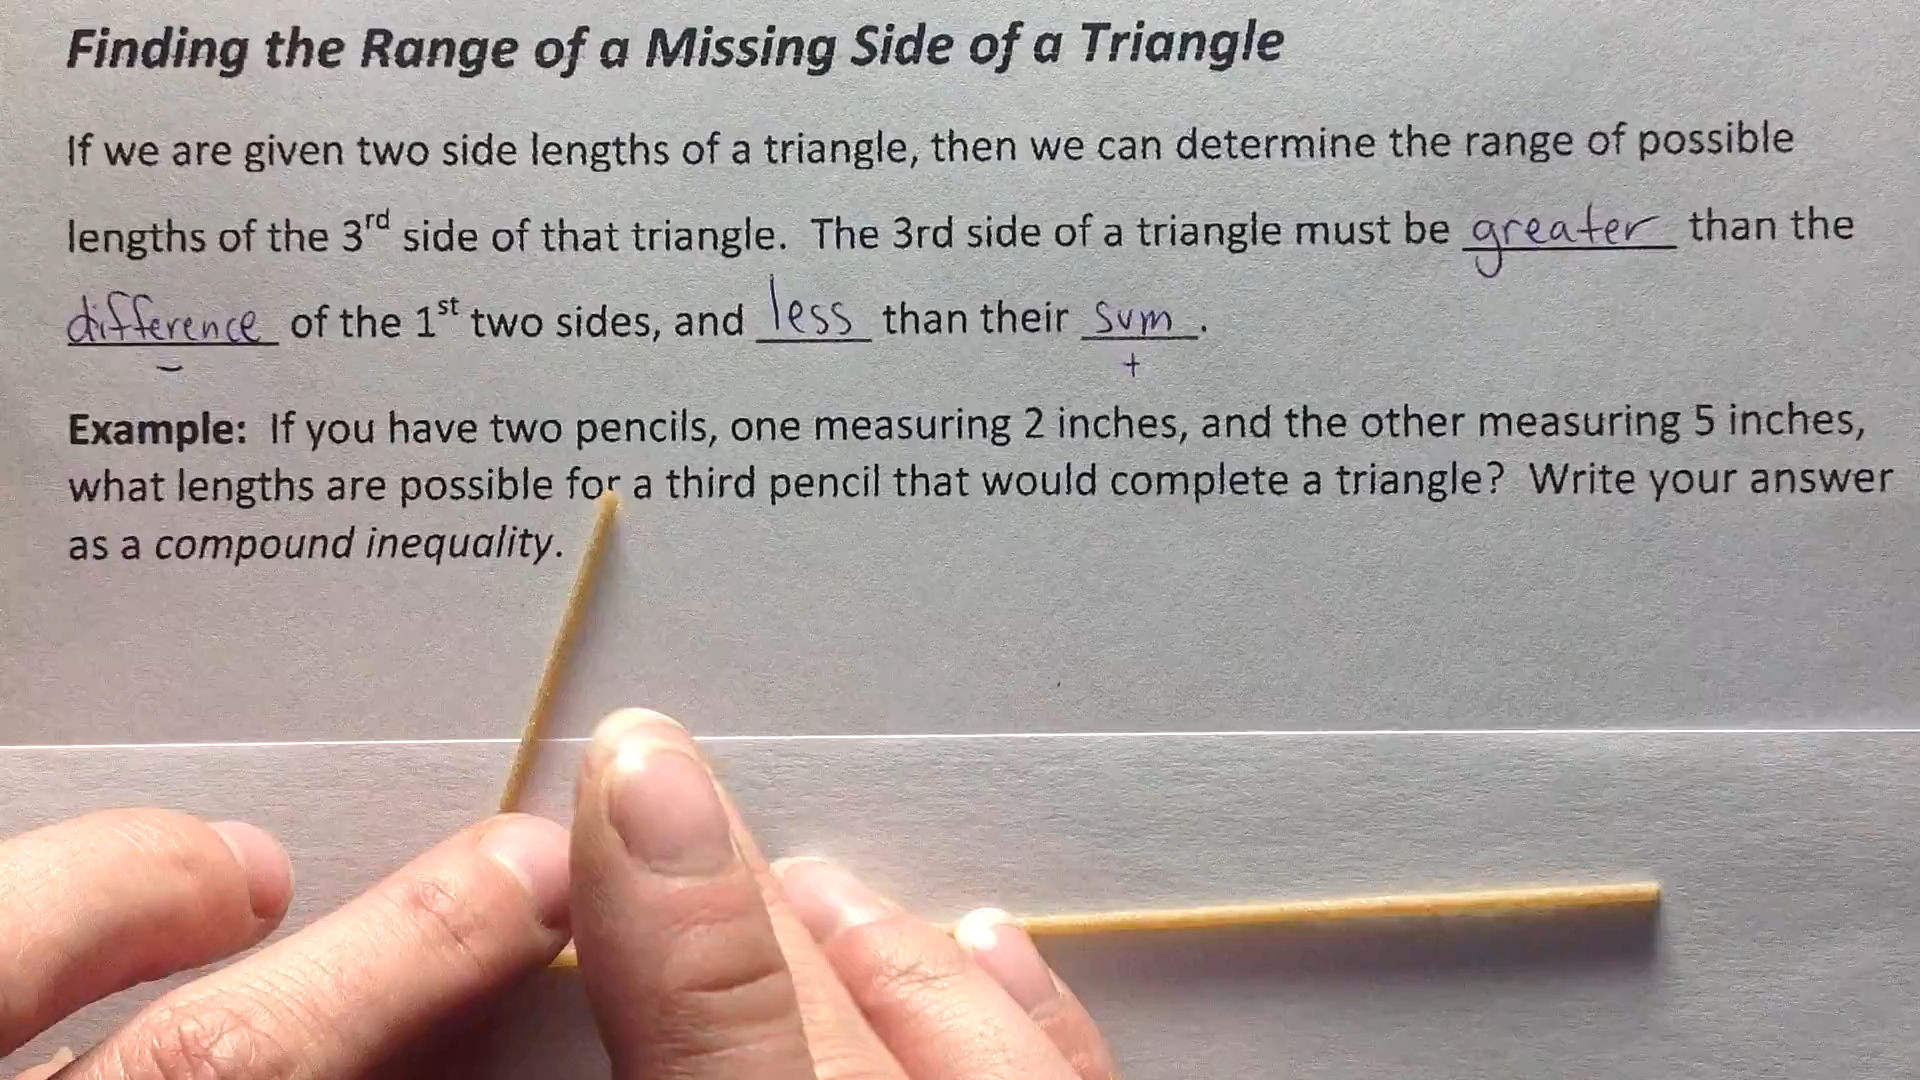 Finding the Range of a Missing Side of a Triangle
If we are given two side lengths of a triangle, then we can determine the range of possible
lengths of the 3rd side of that triangle. The 3rd side of a triangle must be greater than the
difference of the 1st two sides, and less than their sum.
− +
Example: If you have two pencils, one measuring 2 inches, and the other measuring 5 inches,
what lengths are possible for a third pencil that would complete a triangle? Write your answer
as a compound inequality.